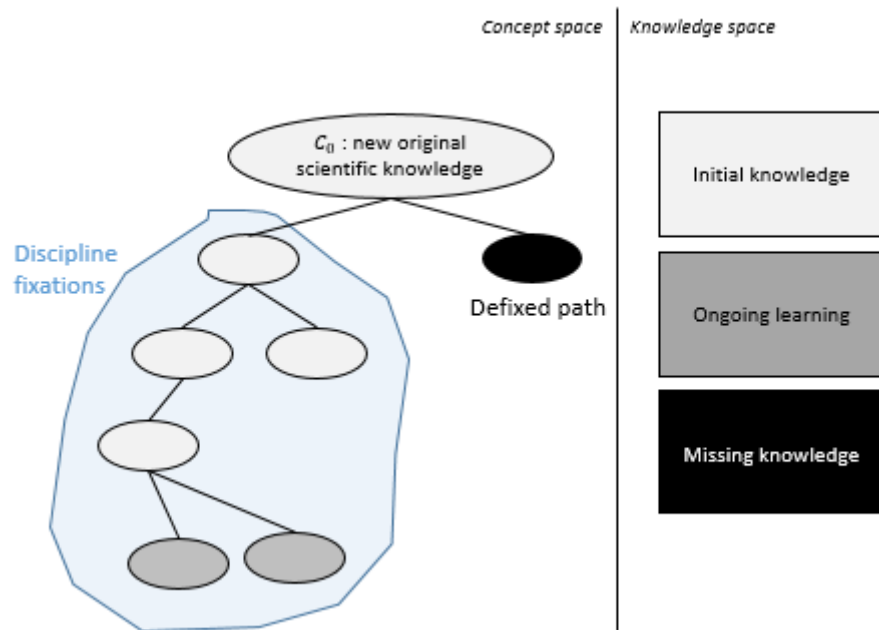 Concept space
Knowledge space
C₀ : new original
scientific knowledge
Initial knowledge
Discipline
fixations
Defixed path
Ongoing learning
Missing knowledge